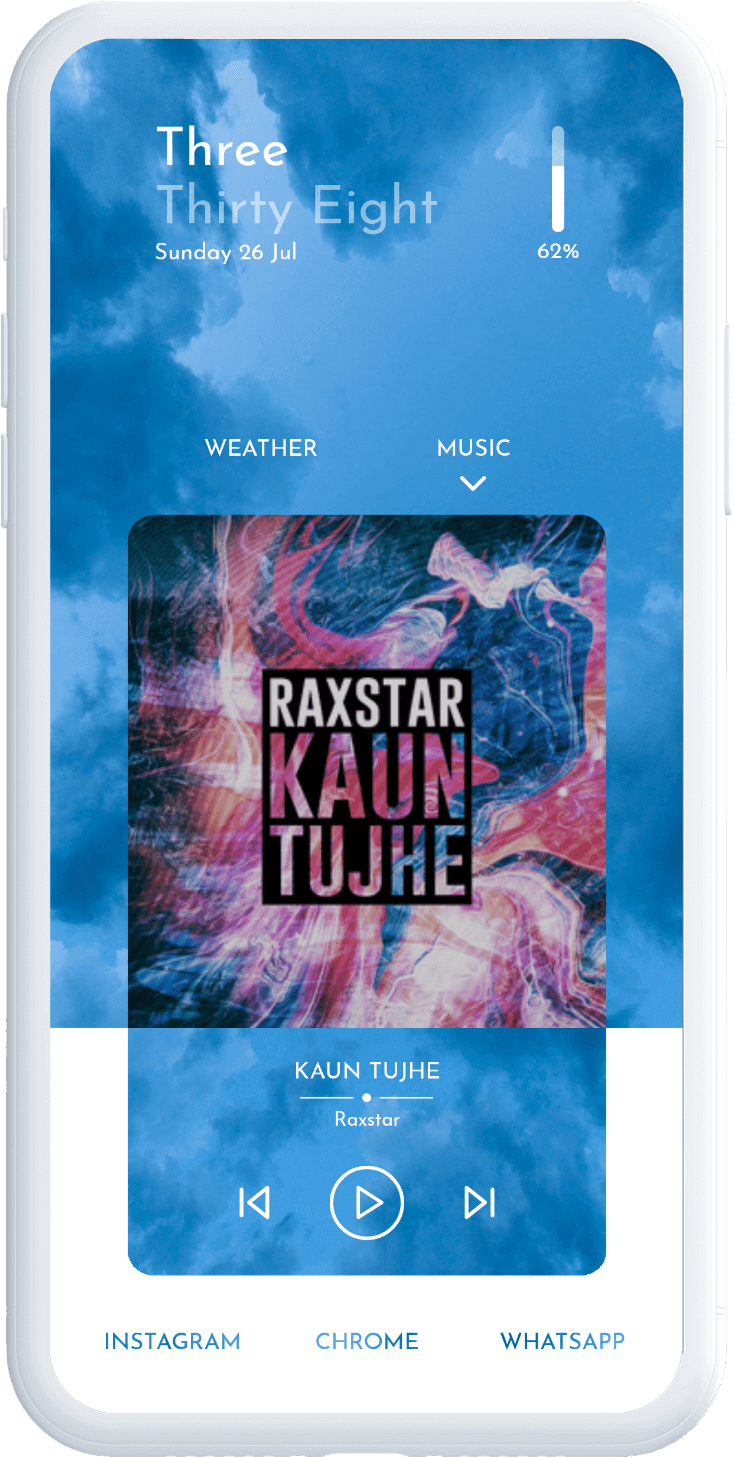 Three
Thirty Eight
Sunday 26 Jul
62%
WEATHER
MUSIC
RAXSTAR
KAUN
TUJHE
KAUN TUJHE
Raxstar
INSTAGRAM
CHROME
WHATSAPP